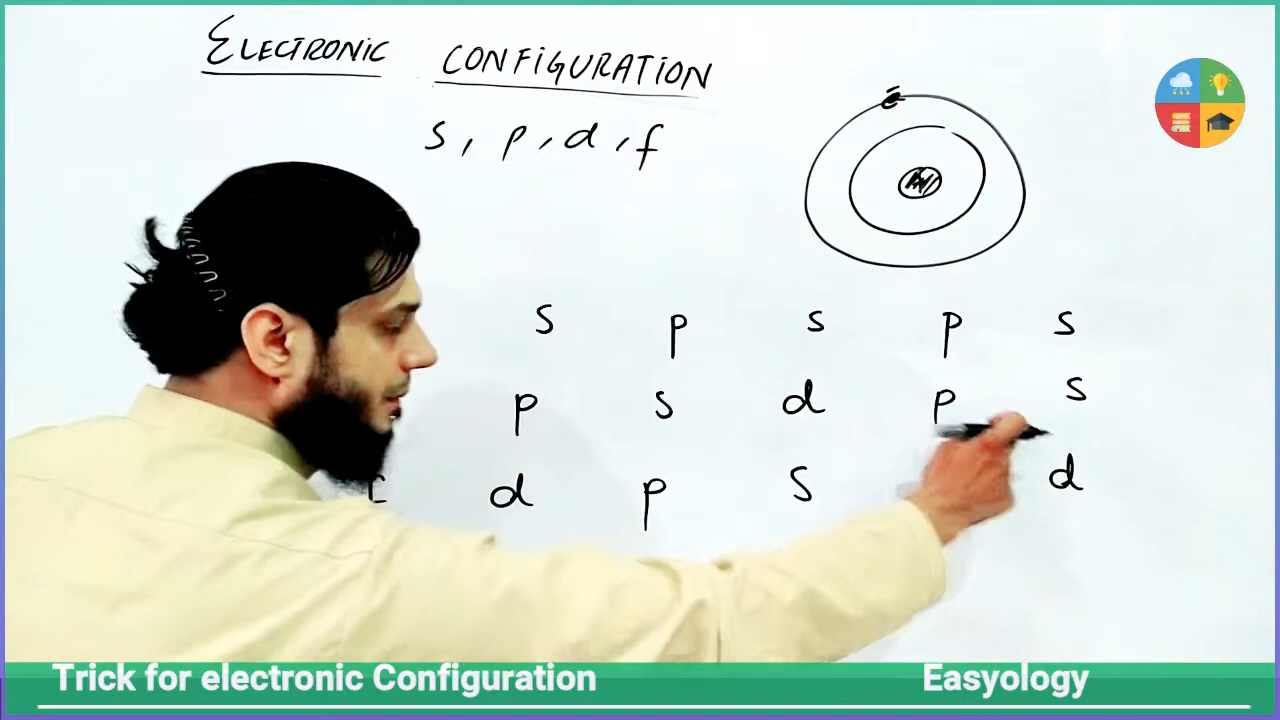 ELECTRONIC CONFIGURATION
s, p, d, f
e
s p s p s
p s d p s
d p s d
Trick for electronic Configuration Easyology